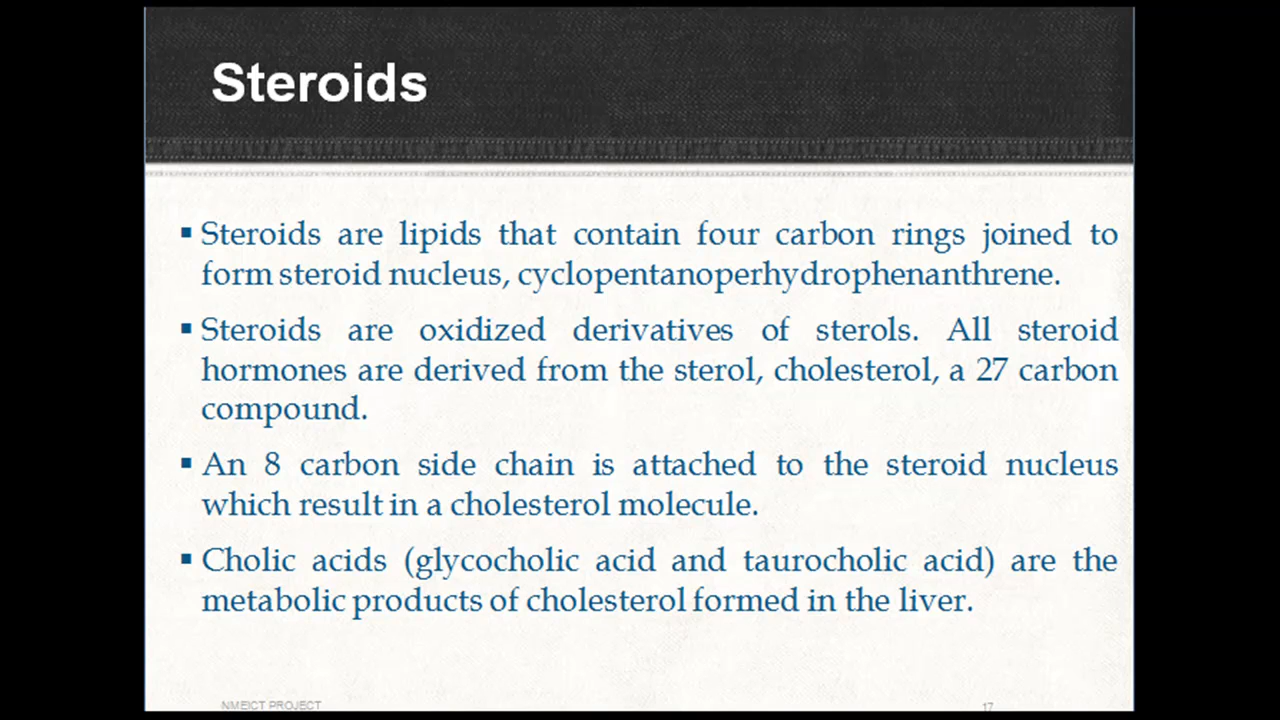 Steroids
▪ Steroids are lipids that contain four carbon rings joined to
form steroid nucleus, cyclopentanoperhydrophenanthrene.
▪ Steroids are oxidized derivatives of sterols. All steroid
hormones are derived from the sterol, cholesterol, a 27 carbon
compound.
▪ An 8 carbon side chain is attached to the steroid nucleus
which result in a cholesterol molecule.
▪ Cholic acids (glycocholic acid and taurocholic acid) are the
metabolic products of cholesterol formed in the liver.
NMEICT PROJECT 17